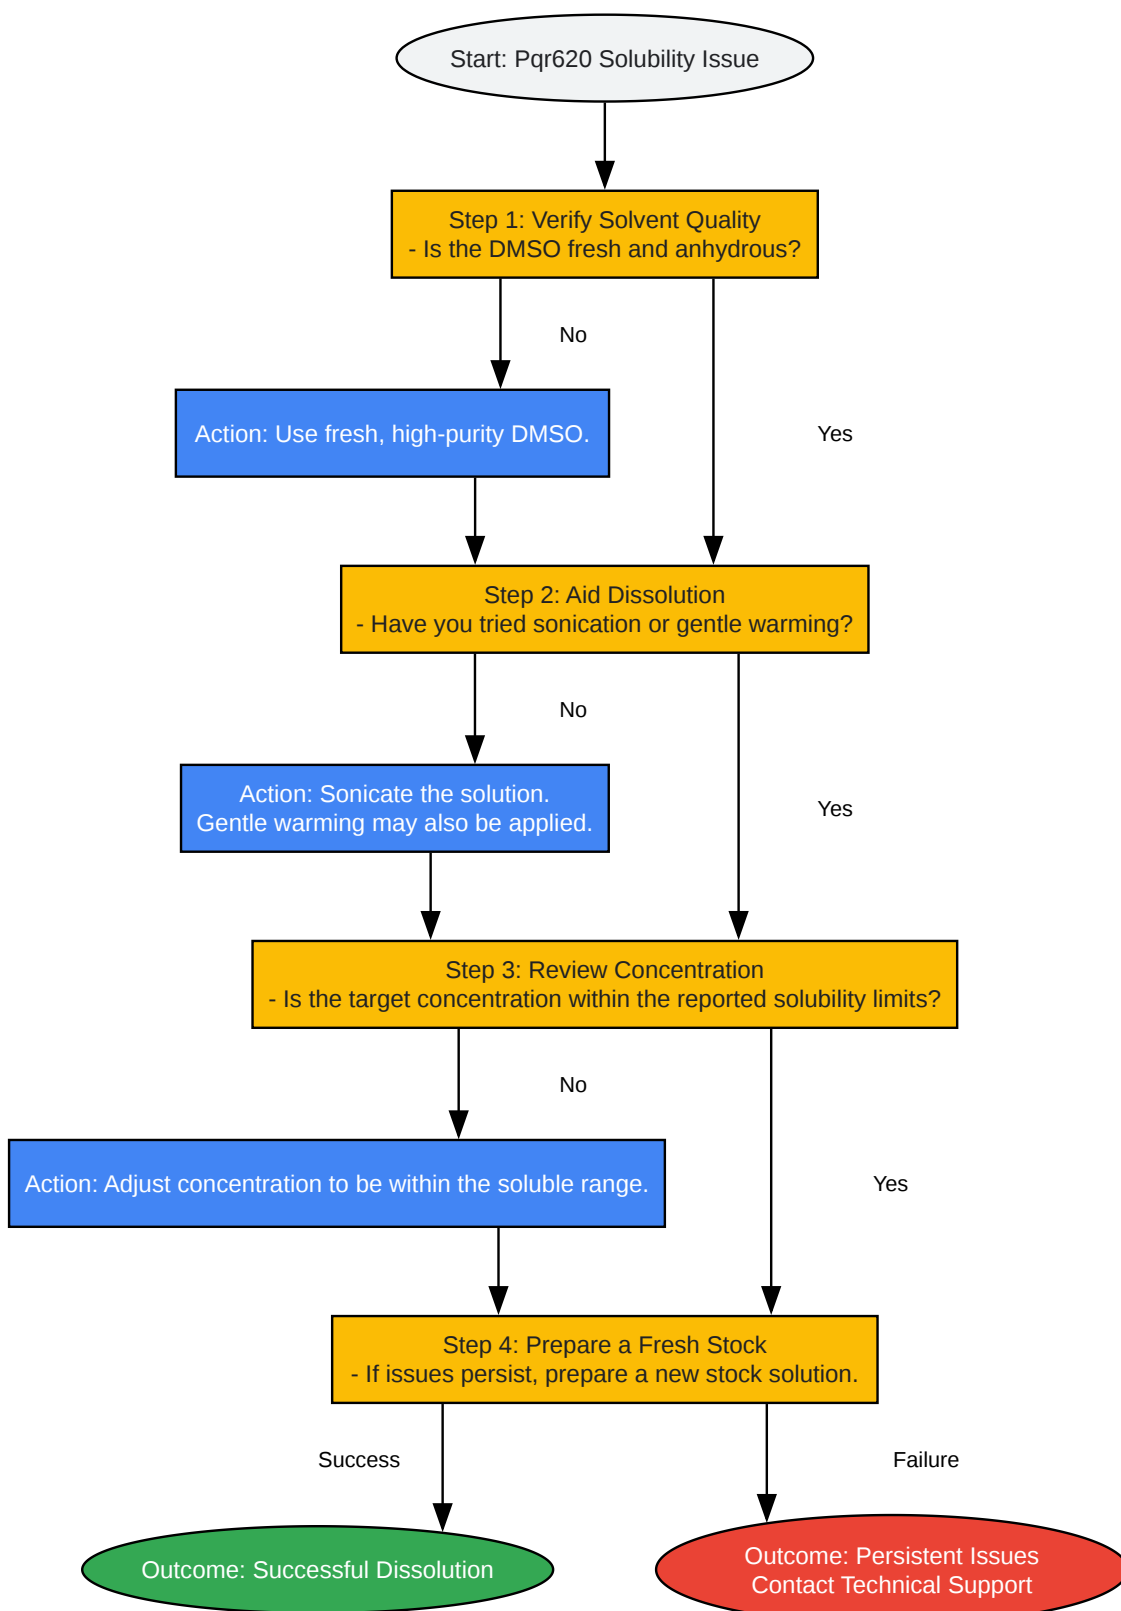 Start: Pqr620 Solubility Issue
Step 1: Verify Solvent Quality
- Is the DMSO fresh and anhydrous?
No
Action: Use fresh, high-purity DMSO.
Yes
Step 2: Aid Dissolution
- Have you tried sonication or gentle warming?
No
Action: Sonicate the solution.
Gentle warming may also be applied.
Yes
Step 3: Review Concentration
- Is the target concentration within the reported solubility limits?
No
Action: Adjust concentration to be within the soluble range.
Yes
Step 4: Prepare a Fresh Stock
- If issues persist, prepare a new stock solution.
Success
Failure
Outcome: Successful Dissolution
Outcome: Persistent Issues
Contact Technical Support